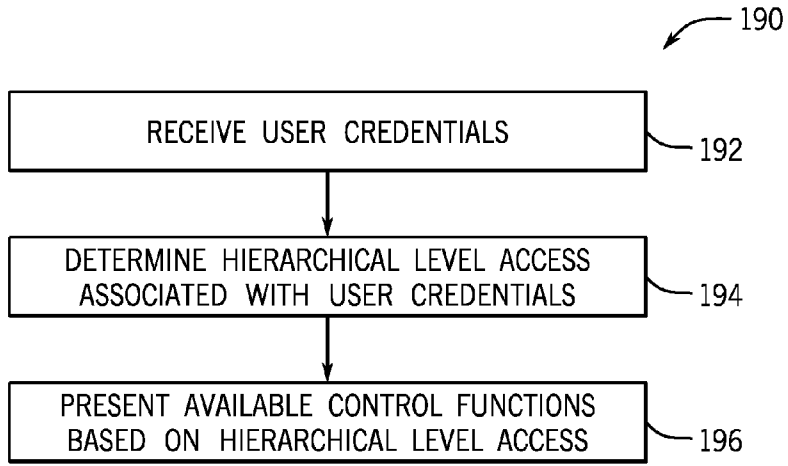 190
RECEIVE USER CREDENTIALS
192
DETERMINE HIERARCHICAL LEVEL ACCESS
ASSOCIATED WITH USER CREDENTIALS
194
PRESENT AVAILABLE CONTROL FUNCTIONS
BASED ON HIERARCHICAL LEVEL ACCESS
196